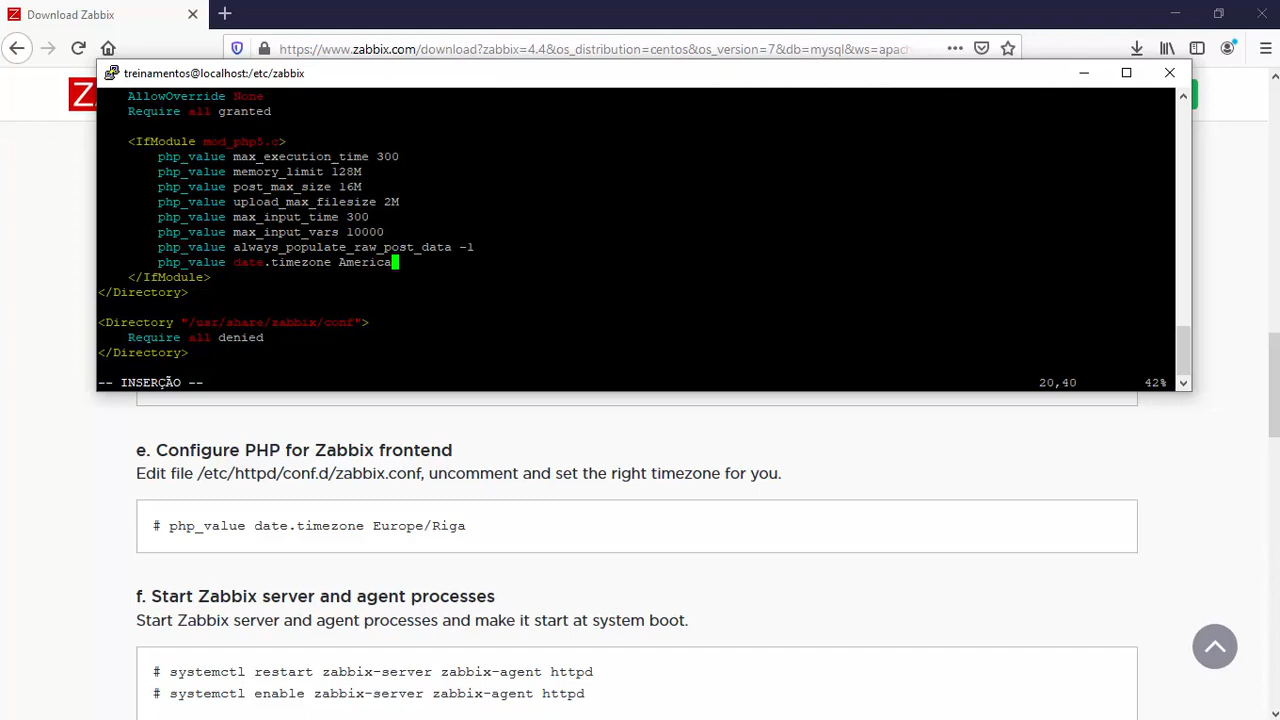 Download Zabbix
https://www.zabbix.com/download?zabbix=4.4&os_distribution=centos&os_version=7&db=mysql&ws=apach
treinamentos@localhost:/etc/zabbix
Z
AllowOverride None
Require all granted
<IfModule mod_php5.c>
php_value max_execution_time 300
php_value memory_limit 128M
php_value post_max_size 16M
php_value upload_max_filesize 2M
php_value max_input_time 300
php_value max_input_vars 10000
php_value always_populate_raw_post_data -1
php_value date.timezone America
</IfModule>
</Directory>
<Directory "/usr/share/zabbix/conf">
Require all denied
</Directory>
-- INSERÇÃO --
20,40
42%
e. Configure PHP for Zabbix frontend
Edit file /etc/httpd/conf.d/zabbix.conf, uncomment and set the right timezone for you.
# php_value date.timezone Europe/Riga
f. Start Zabbix server and agent processes
Start Zabbix server and agent processes and make it start at system boot.
# systemctl restart zabbix-server zabbix-agent httpd
# systemctl enable zabbix-server zabbix-agent httpd